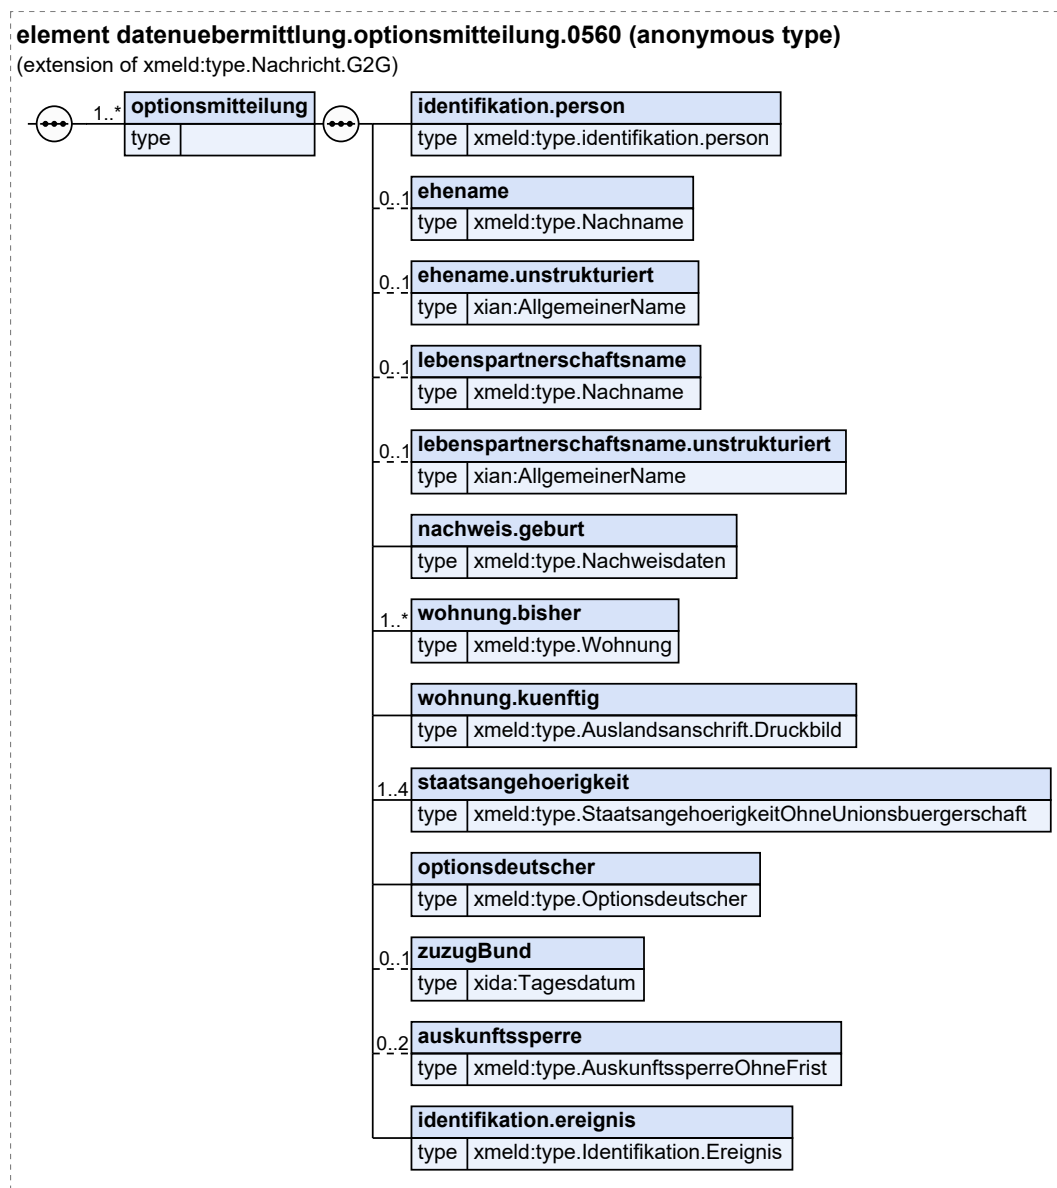 element datenuebermittlung.optionsmitteilung.0560 (anonymous type)
(extension of xmeld:type.Nachricht.G2G)
1..* optionsmitteilung
type
identifikation.person
type xmeld:type.identifikation.person
0..1 ehename
type xmeld:type.Nachname
0..1 ehename.unstrukturiert
type xian:AllgemeinerName
0..1 lebenspartnerschaftsname
type xmeld:type.Nachname
0..1 lebenspartnerschaftsname.unstrukturiert
type xian:AllgemeinerName
nachweis.geburt
type xmeld:type.Nachweisdaten
1..* wohnung.bisher
type xmeld:type.Wohnung
wohnung.kuenftig
type xmeld:type.Auslandsanschrift.Druckbild
1..4 staatsangehoerigkeit
type xmeld:type.StaatsangehoerigkeitOhneUnionsbuergerschaft
optionsdeutscher
type xmeld:type.Optionsdeutscher
0..1 zuzugBund
type xida:Tagesdatum
0..2 auskunftssperre
type xmeld:type.AuskunftssperreOhneFrist
identifikation.ereignis
type xmeld:type.Identifikation.Ereignis